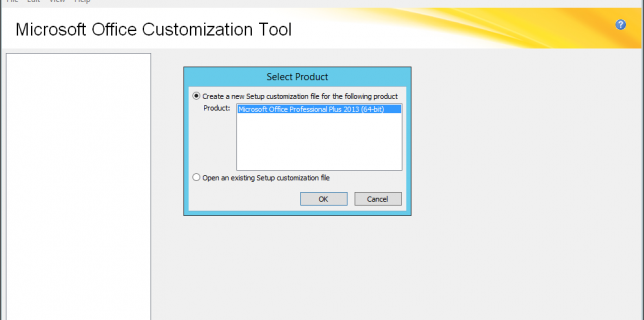 File Edit View Help
Microsoft Office Customization Tool
?
Select Product
Create a new Setup customization file for the following product
Product: Microsoft Office Professional Plus 2013 (64-bit)
Open an existing Setup customization file
OK Cancel